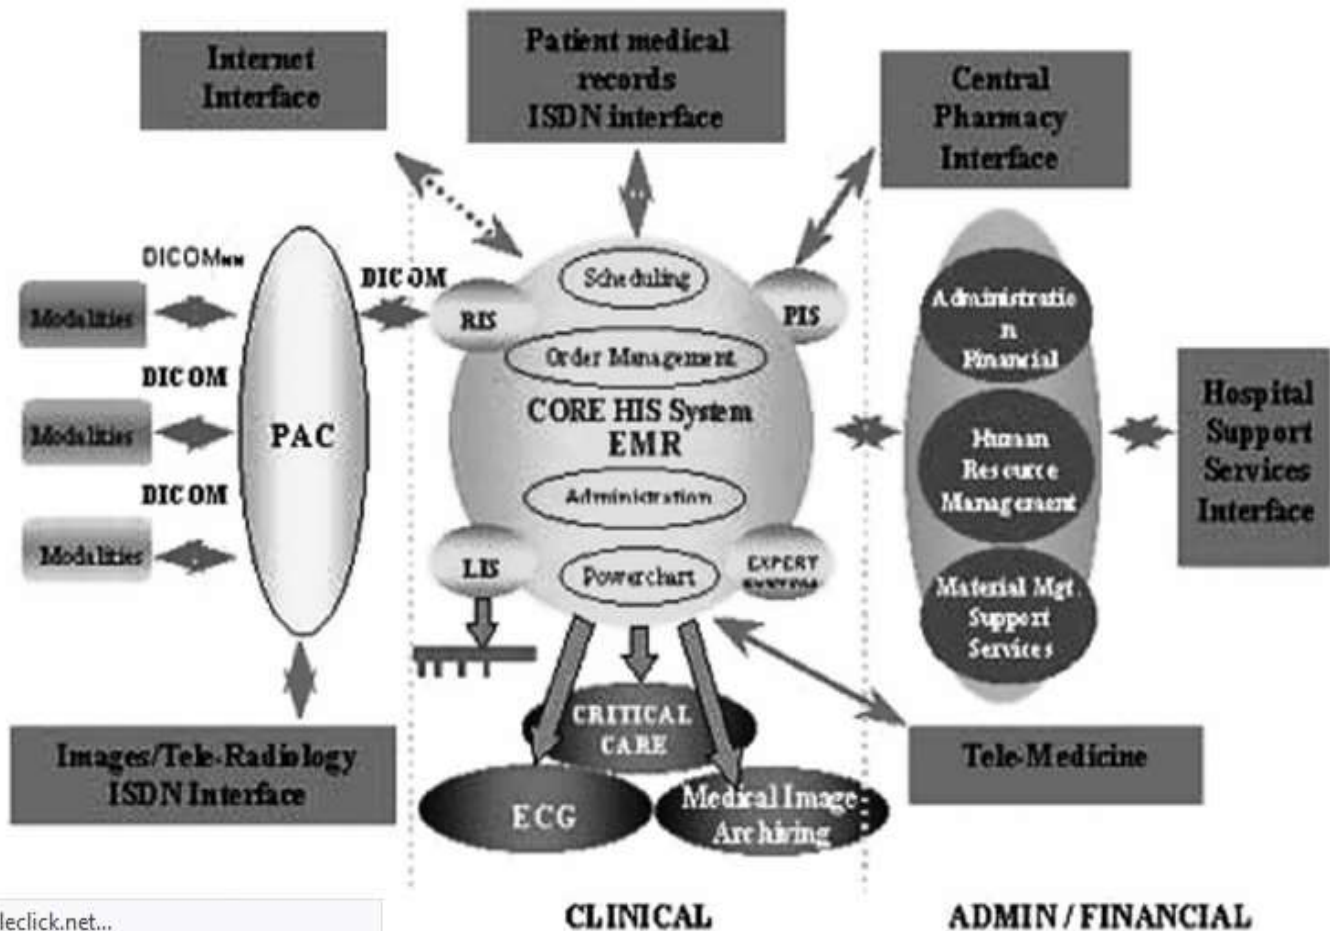 Internet
Interface
Patient medical
records
ISDN interface
Central
Pharmacy
Interface
DICOM
DICOM
Modalities
RIS
Scheduling
PIS
Order Management
Administratio
n
Financial
DICOM
Modalities
PAC
CORE HIS System
EMR
Human
Resource
Management
Hospital
Support
Services
Interface
DICOM
Administration
Modalities
LIS
Powerchart
EXPERT
Material Mgt.
Support
Services
Images/Tele-Radiology
ISDN Interface
CRITICAL
CARE
ECG
Medical Image
Archiving
Tele-Medicine
leclick.net...
CLINICAL
ADMIN / FINANCIAL